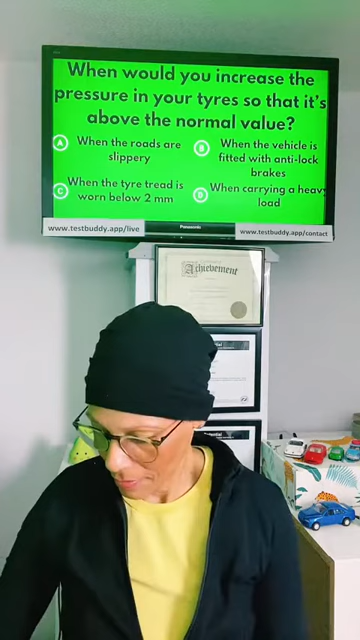 When would you increase the
pressure in your tyres so that it's
above the normal value?
A When the roads are
slippery
B When the vehicle is
fitted with anti-lock
brakes
C When the tyre tread is
worn below 2 mm
D When carrying a heavy
load
www.testbuddy.app/live
Panasonic
www.testbuddy.app/contact
Achievement